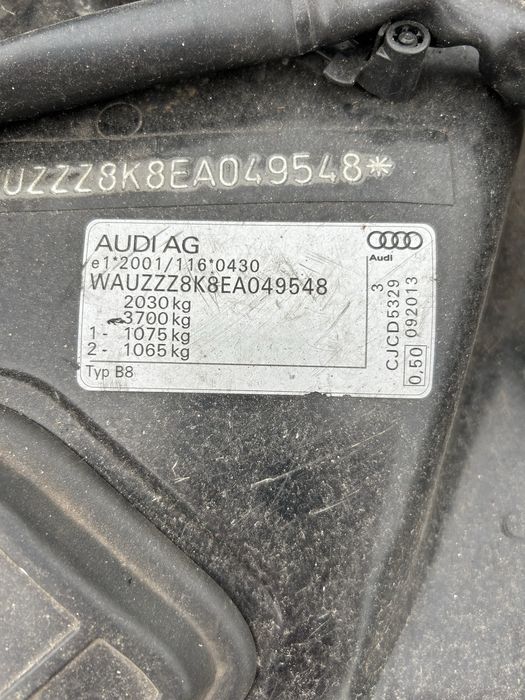 UZZZ8K8EA049548*
AUDI AG
Audi
e1*2001/116*0430
WAUZZZ8K8EA049548
2030kg
3700kg
1- 1075kg
2- 1065kg
Typ B8
3
CJCD5329
0,50 092013